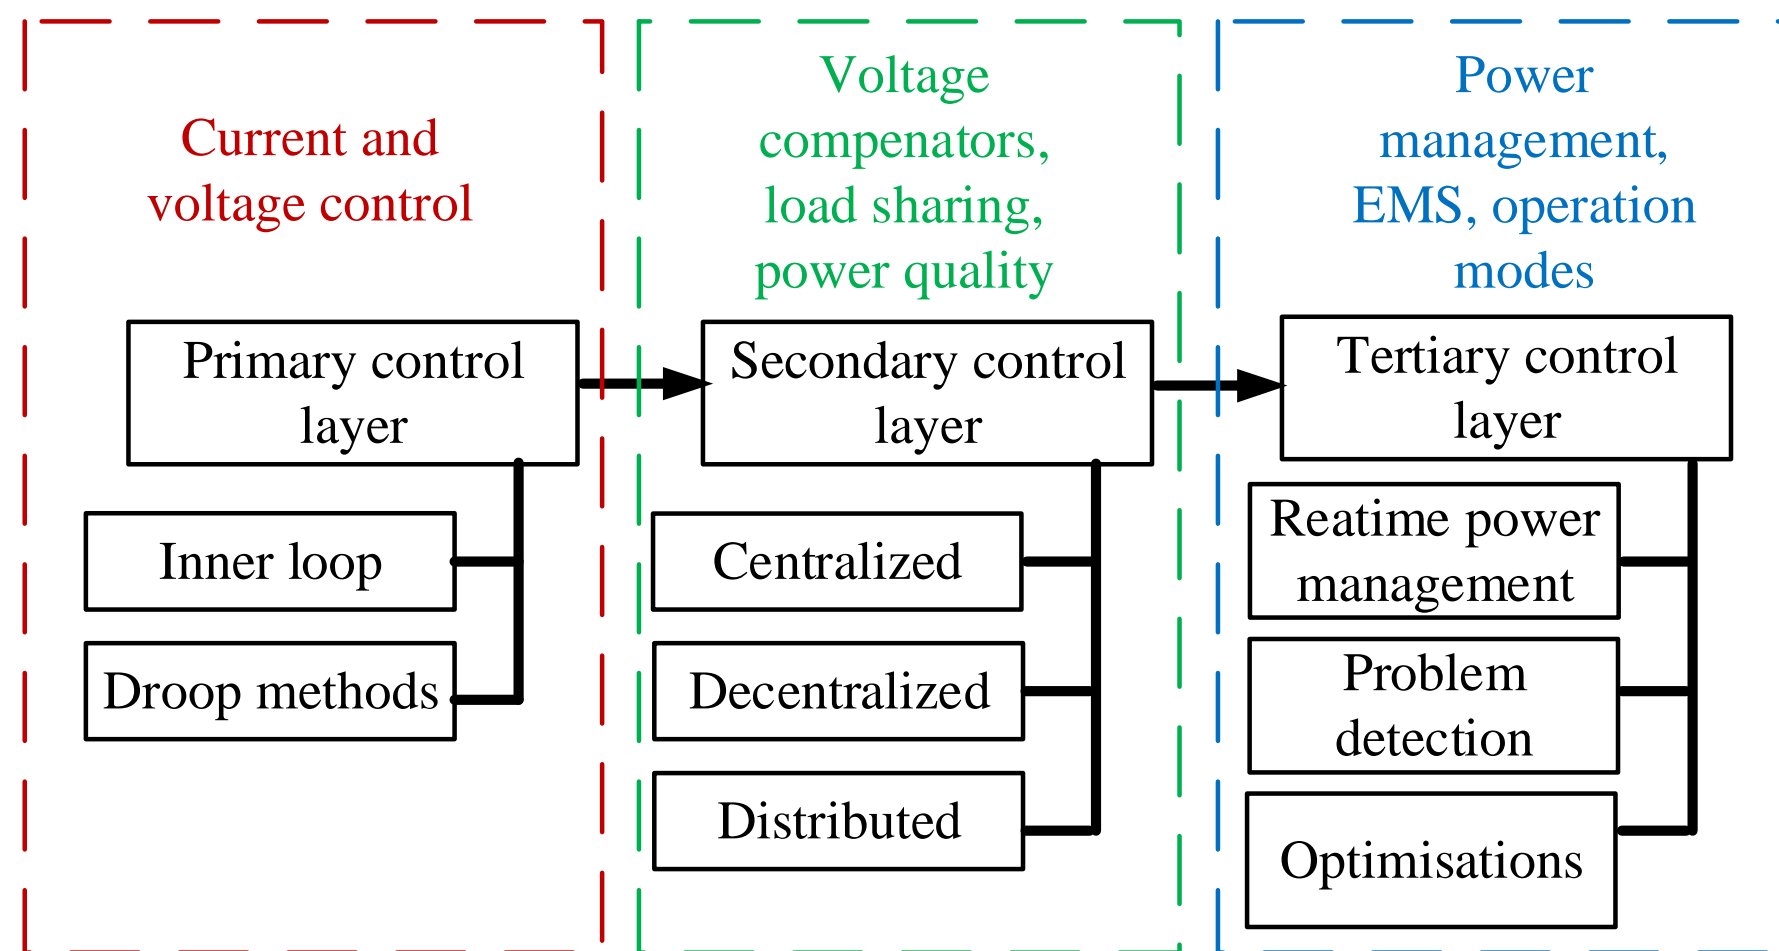 Current and
voltage control
Primary control
layer
Inner loop
Droop methods
Voltage
compenators,
load sharing,
power quality
Secondary control
layer
Centralized
Decentralized
Distributed
Power
management,
EMS, operation
modes
Tertiary control
layer
Reatime power
management
Problem
detection
Optimisations